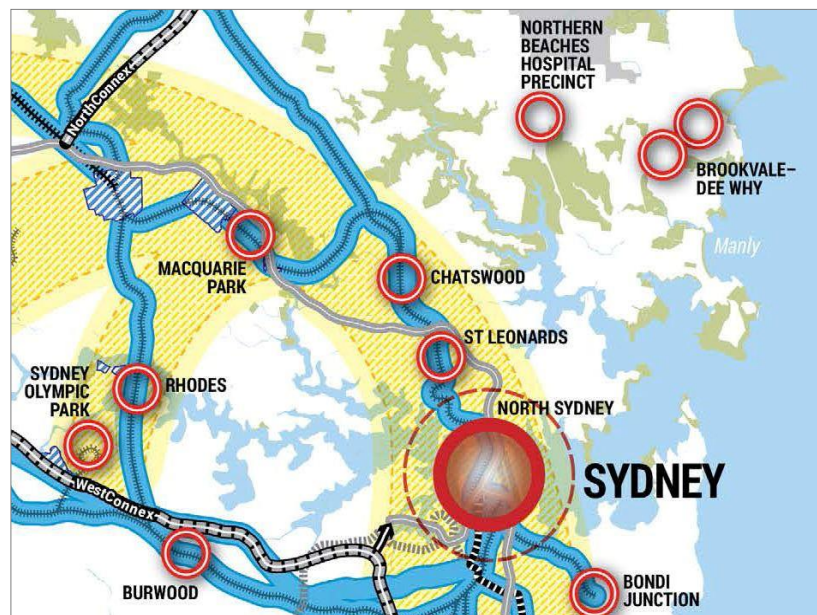 NORTHERN
BEACHES
HOSPITAL
PRECINCT
NorthConnex
BROOKVALE–
DEE WHY
MACQUARIE
PARK
Manly
CHATSWOOD
ST LEONARDS
SYDNEY
OLYMPIC
PARK
RHODES
NORTH SYDNEY
SYDNEY
WestConnex
BURWOOD
BONDI
JUNCTION